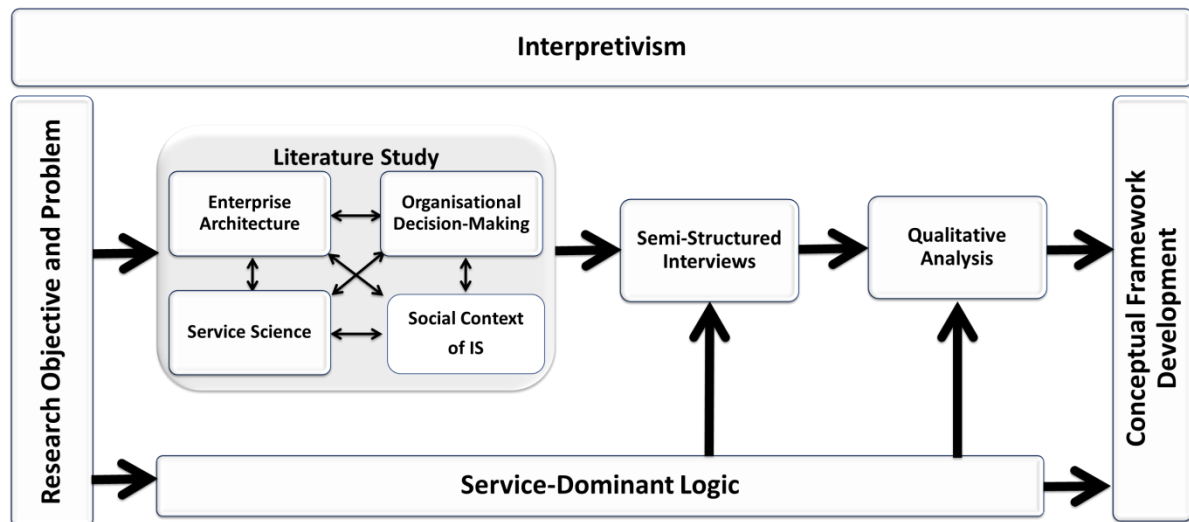 Interpretivism
Research Objective and Problem
Literature Study
Enterprise
Architecture
Organisational
Decision-Making
Service Science
Social Context
of IS
Semi-Structured
Interviews
Qualitative
Analysis
Service-Dominant Logic
Conceptual Framework
Development